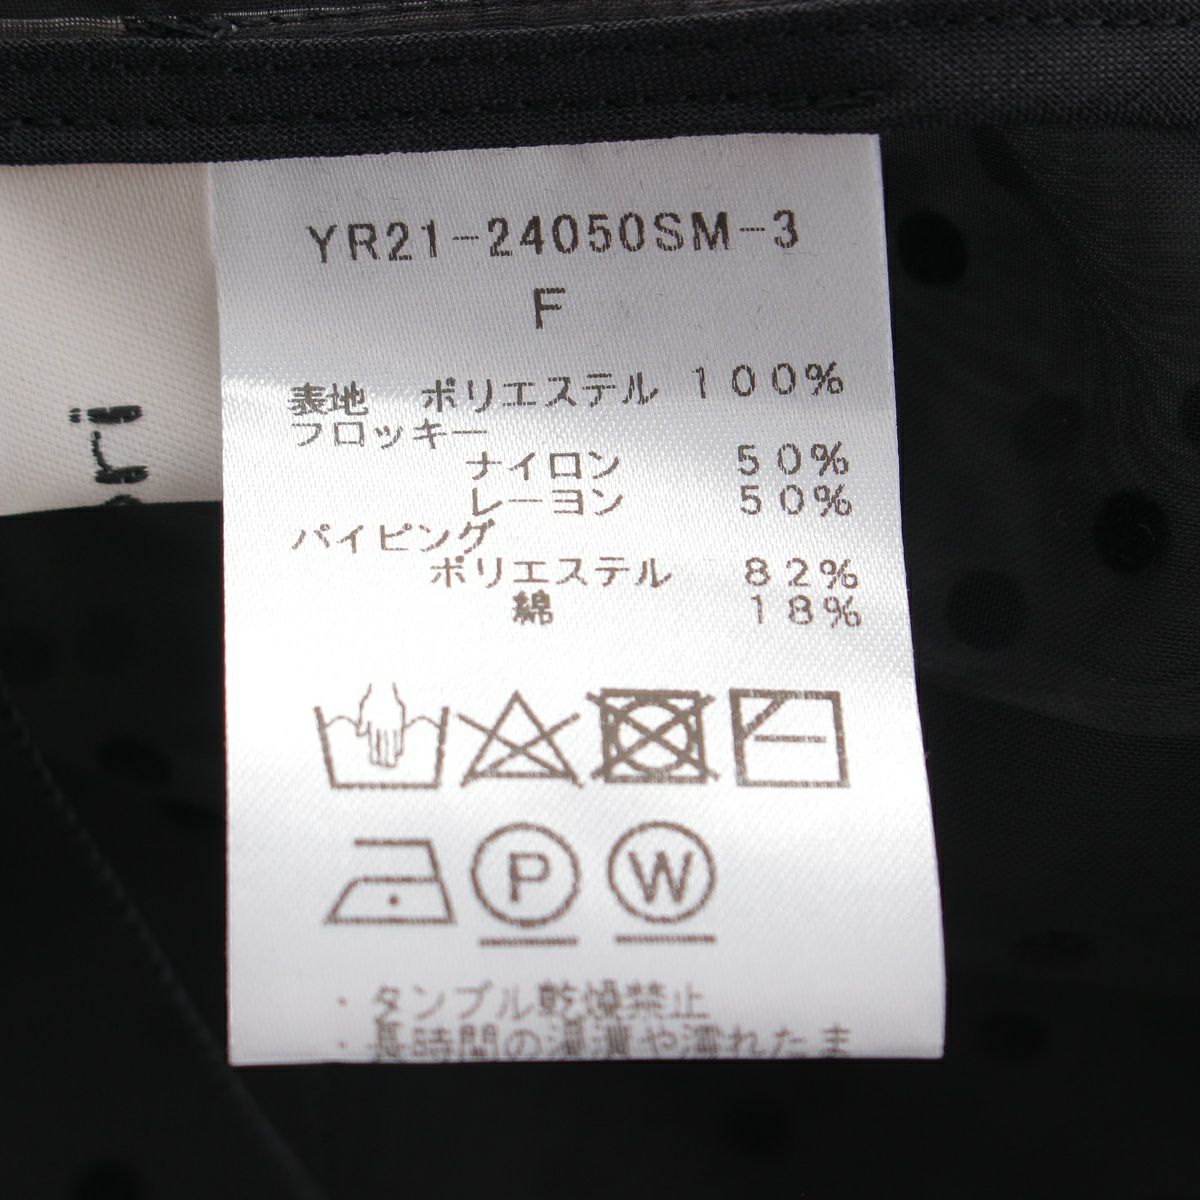 YR21-24050SM-3
F
表地 ポリエステル 100%
フロッキー
ナイロン 50%
レーヨン 50%
パイピング
ポリエステル 82%
綿 18%
P W
・タンブル乾燥禁止
・長時間の浸漬や濡れたま
ri